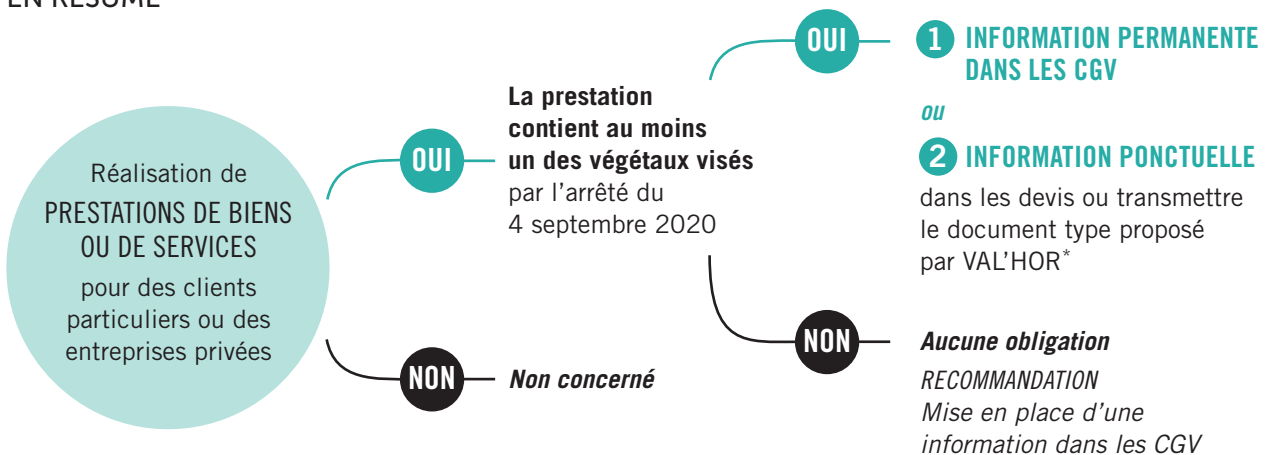 EN RÉSUMÉ
Réalisation de
PRESTATIONS DE BIENS
OU DE SERVICES
pour des clients
particuliers ou des
entreprises privées
OUI
La prestation
contient au moins
un des végétaux visés
par l'arrêté du
4 septembre 2020
OUI
1 INFORMATION PERMANENTE
DANS LES CGV
ou
2 INFORMATION PONCTUELLE
dans les devis ou transmettre
le document type proposé
par VAL'HOR*
NON
Aucune obligation
RECOMMANDATION
Mise en place d'une
information dans les CGV
NON
Non concerné